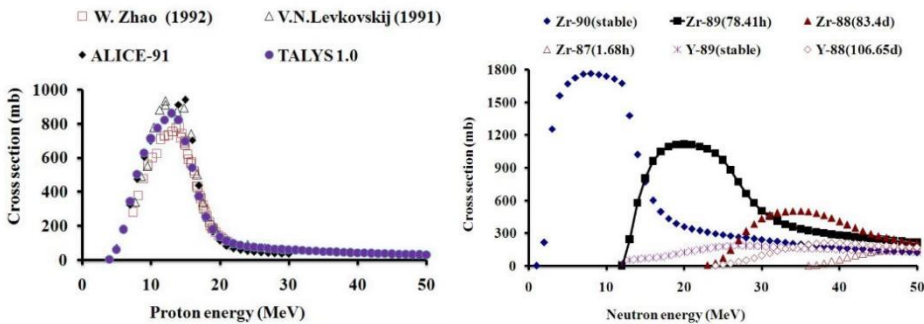 W. Zhao (1992) V.N.Levkovskij (1991)
ALICE-91 TALYS 1.0
1000
800
600
400
200
0
0 10 20 30 40 50
Cross section (mb)
Proton energy (MeV)
Zr-90(stable) Zr-89(78.41h) Zr-88(83.4d)
Zr-87(1.68h) Y-89(stable) Y-88(106.65d)
1800
1500
1200
900
600
300
0
0 10 20 30 40 50
Cross section (mb)
Neutron energy (MeV)